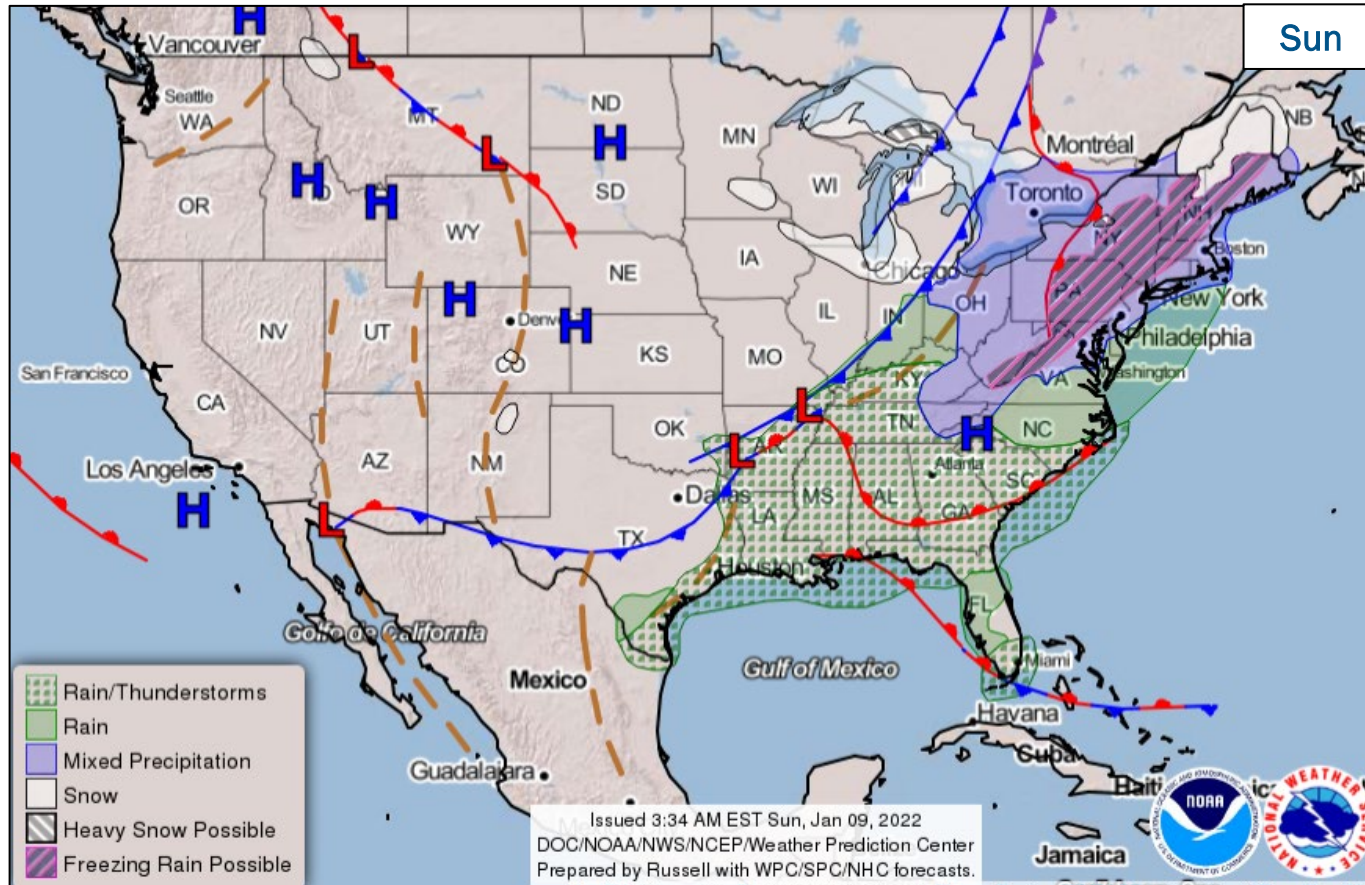 Sun
H
Vancouver
L
Seattle
WA
MT
ND
H
MN
Montréal
NB
L
H
ID
H
OR
SD
WI
MI
Toronto
NY
NH
Boston
WY
IA
Chicago
NE
H
Denver
H
NV
UT
CO
KS
MO
IL
IN
OH
PA
New York
Philadelphia
Washington
VA
KY
San Francisco
CA
L
TN
H
NC
OK
AR
L
Los Angeles
AZ
NM
Atlanta
SC
H
L
Dallas
LA
MS
AL
GA
TX
Houston
FL
Golfo de California
Gulf of Mexico
Miami
Mexico
Havana
Cuba
Guadalajara
Haiti
Jamaica
Rain/Thunderstorms
Rain
Mixed Precipitation
Snow
Heavy Snow Possible
Freezing Rain Possible
Issued 3:34 AM EST Sun, Jan 09, 2022
DOC/NOAA/NWS/NCEP/Weather Prediction Center
Prepared by Russell with WPC/SPC/NHC forecasts.
NOAA
NATIONAL WEATHER SERVICE